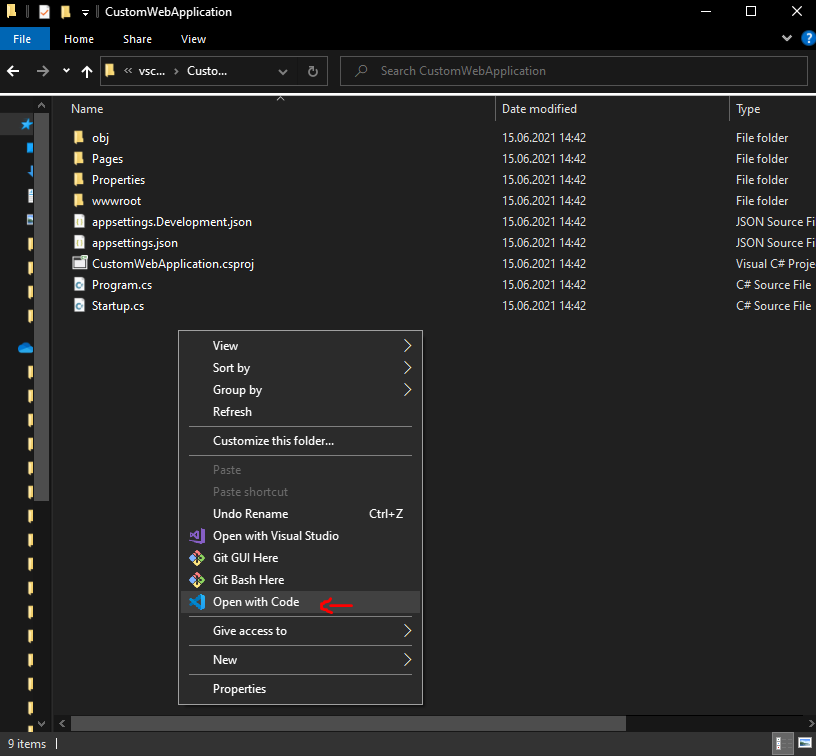 CustomWebApplication
File Home Share View
vsc... Custo... Search CustomWebApplication
Name Date modified Type
obj 15.06.2021 14:42 File folder
Pages 15.06.2021 14:42 File folder
Properties 15.06.2021 14:42 File folder
wwwroot 15.06.2021 14:42 File folder
appsettings.Development.json 15.06.2021 14:42 JSON Source Fi
appsettings.json 15.06.2021 14:42 JSON Source Fi
CustomWebApplication.csproj 15.06.2021 14:42 Visual C# Proje
Program.cs 15.06.2021 14:42 C# Source File
Startup.cs 15.06.2021 14:42 C# Source File
View
Sort by
Group by
Refresh
Customize this folder...
Paste
Paste shortcut
Undo Rename Ctrl+Z
Open with Visual Studio
Git GUI Here
Git Bash Here
Open with Code
Give access to
New
Properties
9 items